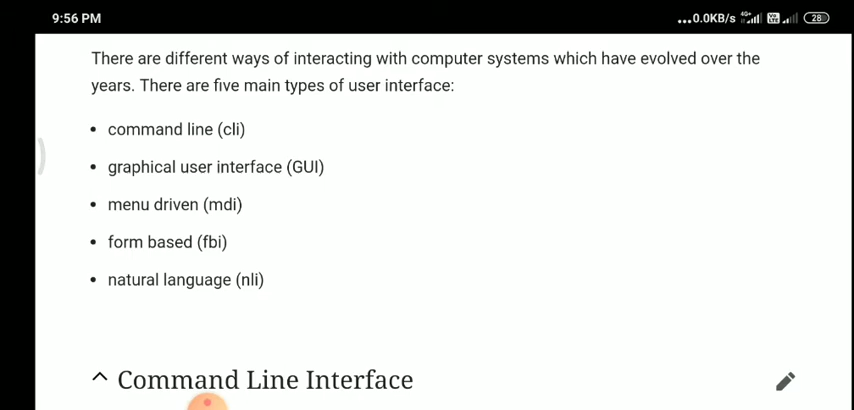 9:56 PM
...0.0KB/s 4G+ 28
There are different ways of interacting with computer systems which have evolved over the
years. There are five main types of user interface:
• command line (cli)
• graphical user interface (GUI)
• menu driven (mdi)
• form based (fbi)
• natural language (nli)
Command Line Interface